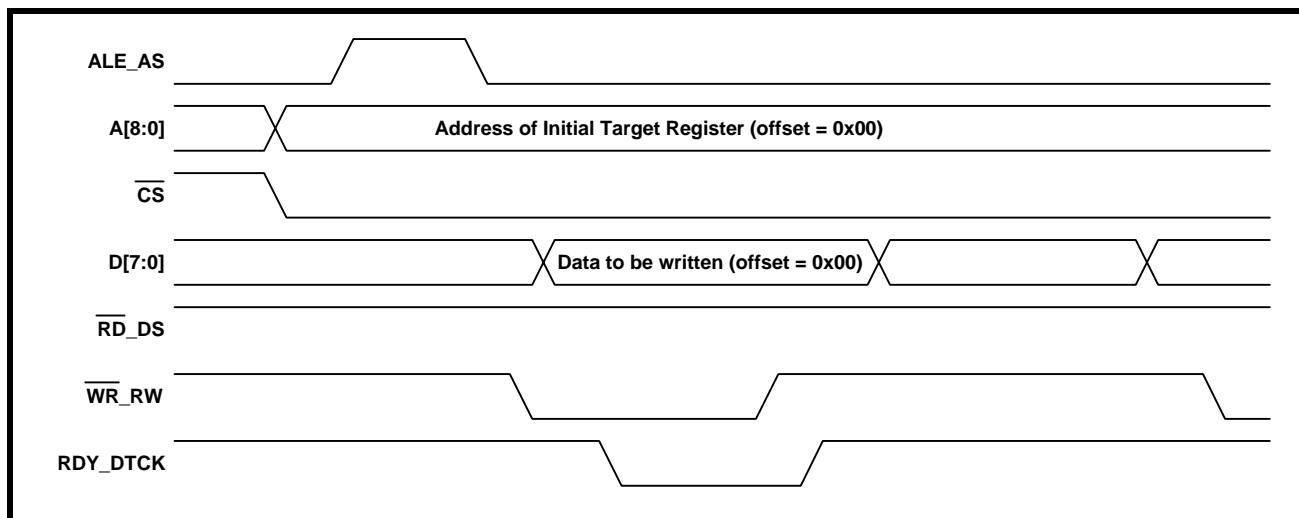 ALE_AS
A[8:0] Address of Initial Target Register (offset = 0x00)
CS
D[7:0] Data to be written (offset = 0x00)
RD_DS
WR_RW
RDY_DTCK